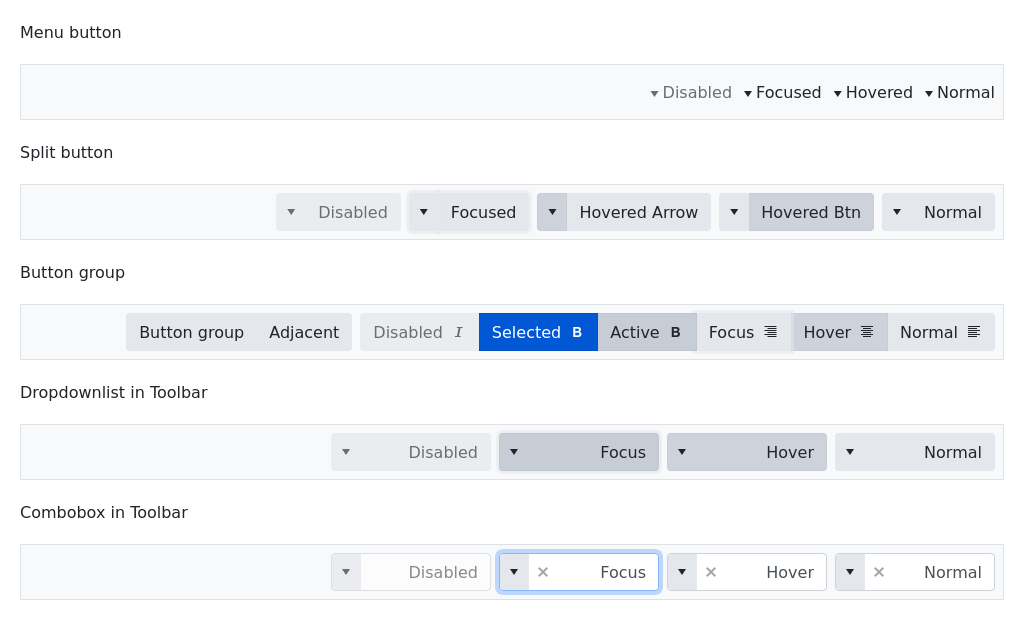 Menu button
Disabled Focused Hovered Normal
Split button
Disabled Focused Hovered Arrow Hovered Btn Normal
Button group
Button group Adjacent Disabled I Selected B Active B Focus Hover Normal
Dropdownlist in Toolbar
Disabled Focus Hover Normal
Combobox in Toolbar
Disabled Focus Hover Normal